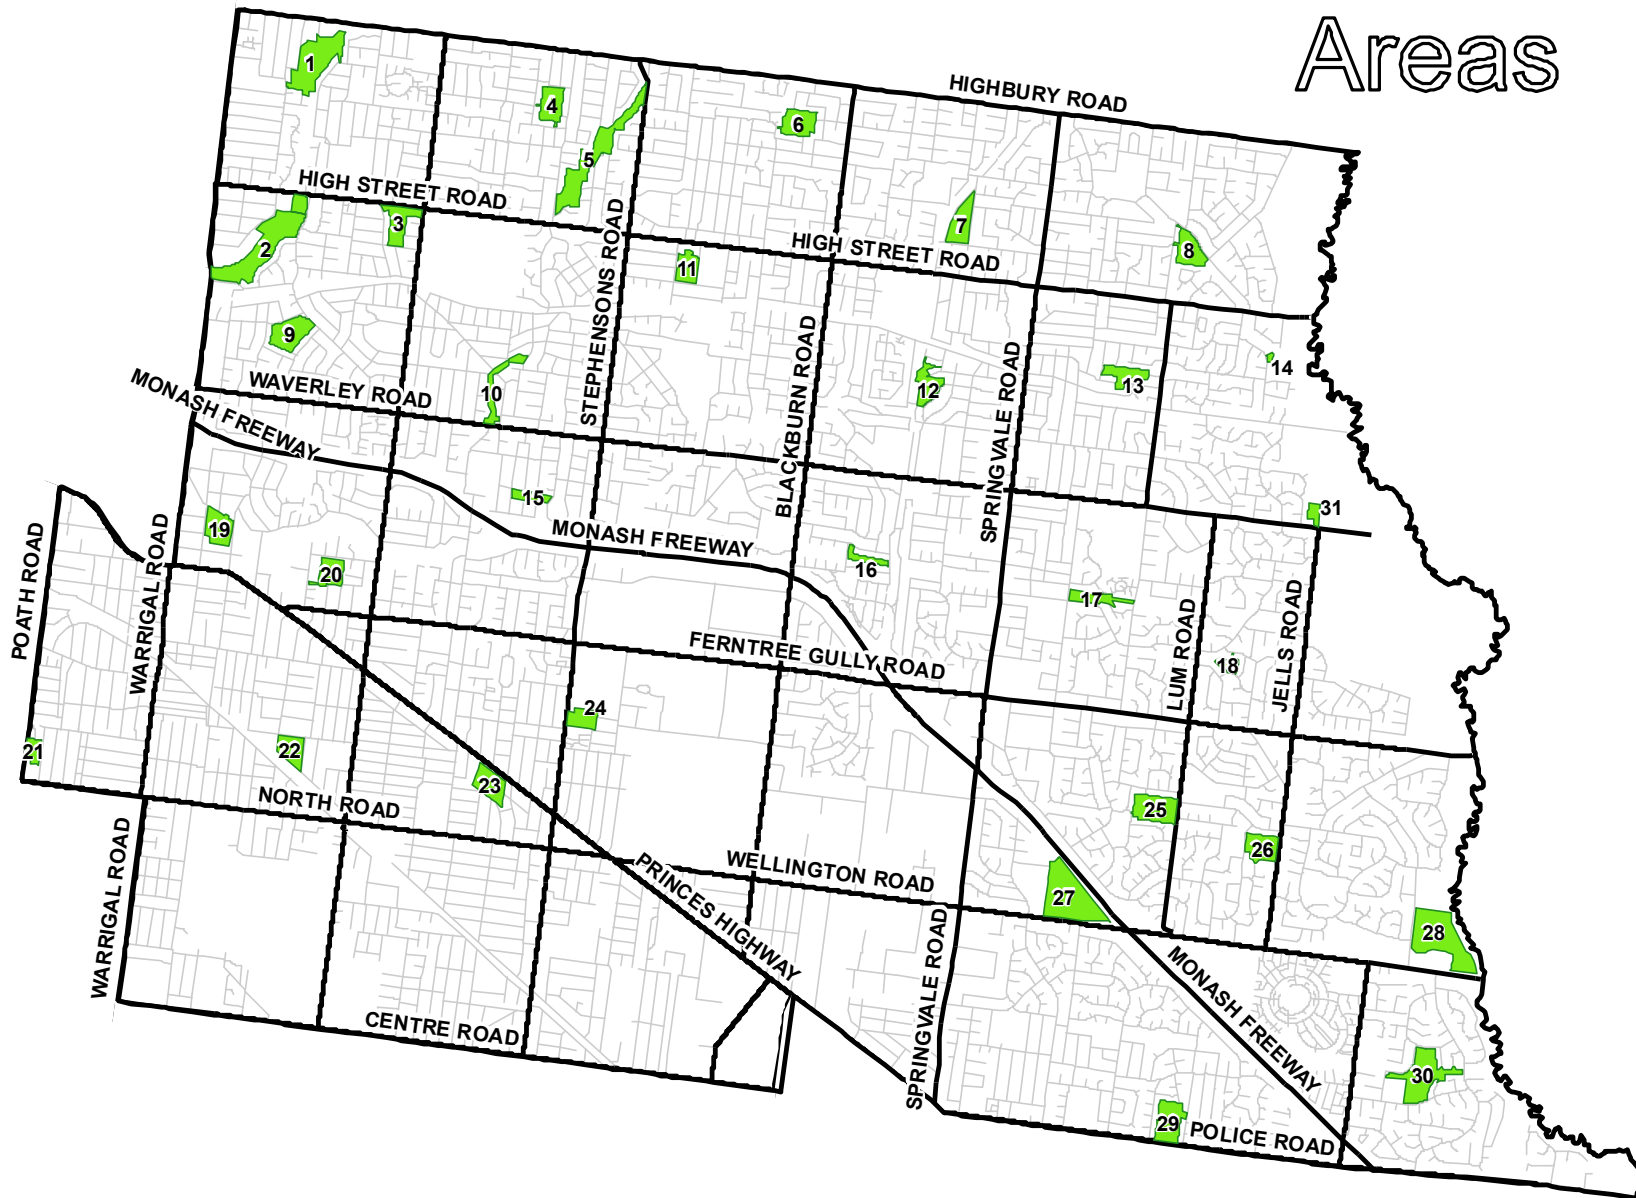 Areas
HIGHBURY ROAD
1
4
6
5
HIGH STREET ROAD
3
2
7
8
HIGH STREET ROAD
11
STEPHENSONS ROAD
9
10
12
13
14
WAVERLEY ROAD
MONASH FREEWAY
BLACKBURN ROAD
SPRINGVALE ROAD
15
31
19
MONASH FREEWAY
16
20
17
POATH ROAD
WARRIGAL ROAD
FERNTREE GULLY ROAD
LUM ROAD
18
JELLS ROAD
24
21
22
23
NORTH ROAD
25
26
WELLINGTON ROAD
27
28
WARRIGAL ROAD
PRINCES HIGHWAY
SPRINGVALE ROAD
MONASH FREEWAY
CENTRE ROAD
30
29
POLICE ROAD